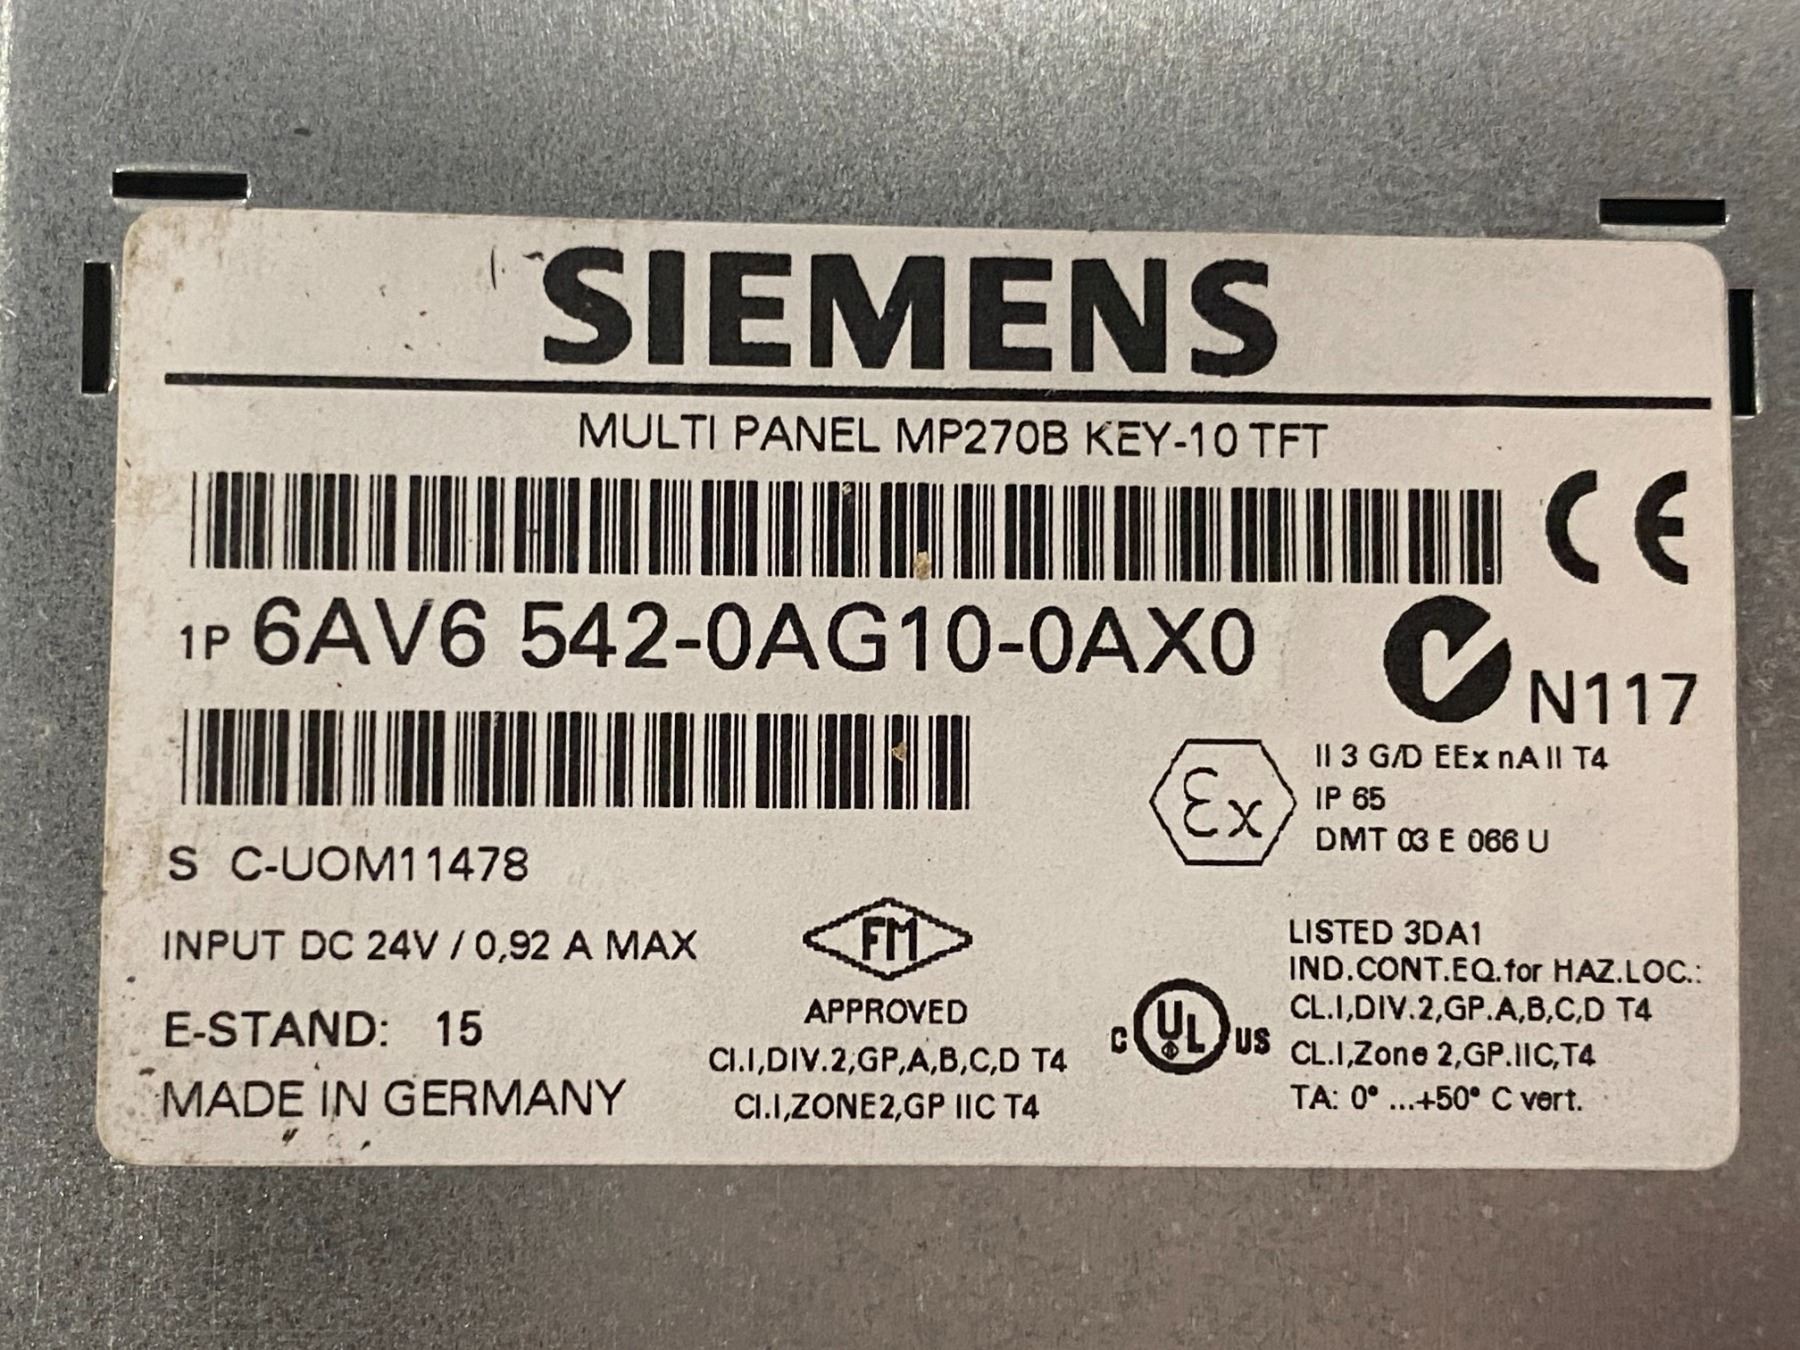 SIEMENS
MULTI PANEL MP270B KEY-10 TFT
CE
1P 6AV6 542-0AG10-0AX0
N117
Ex
II 3 G/D EEx nA II T4
IP 65
DMT 03 E 066 U
S C-UOM11478
INPUT DC 24V / 0,92 A MAX
E-STAND: 15
MADE IN GERMANY
FM
APPROVED
Cl.I,DIV.2,GP,A,B,C,D T4
Cl.I,ZONE2,GP IIC T4
C UL US
LISTED 3DA1
IND.CONT.EQ.for HAZ.LOC.:
CL.I,DIV.2,GP.A,B,C,D T4
CL.I,Zone 2,GP.IIC,T4
TA: 0° ...+50° C vert.